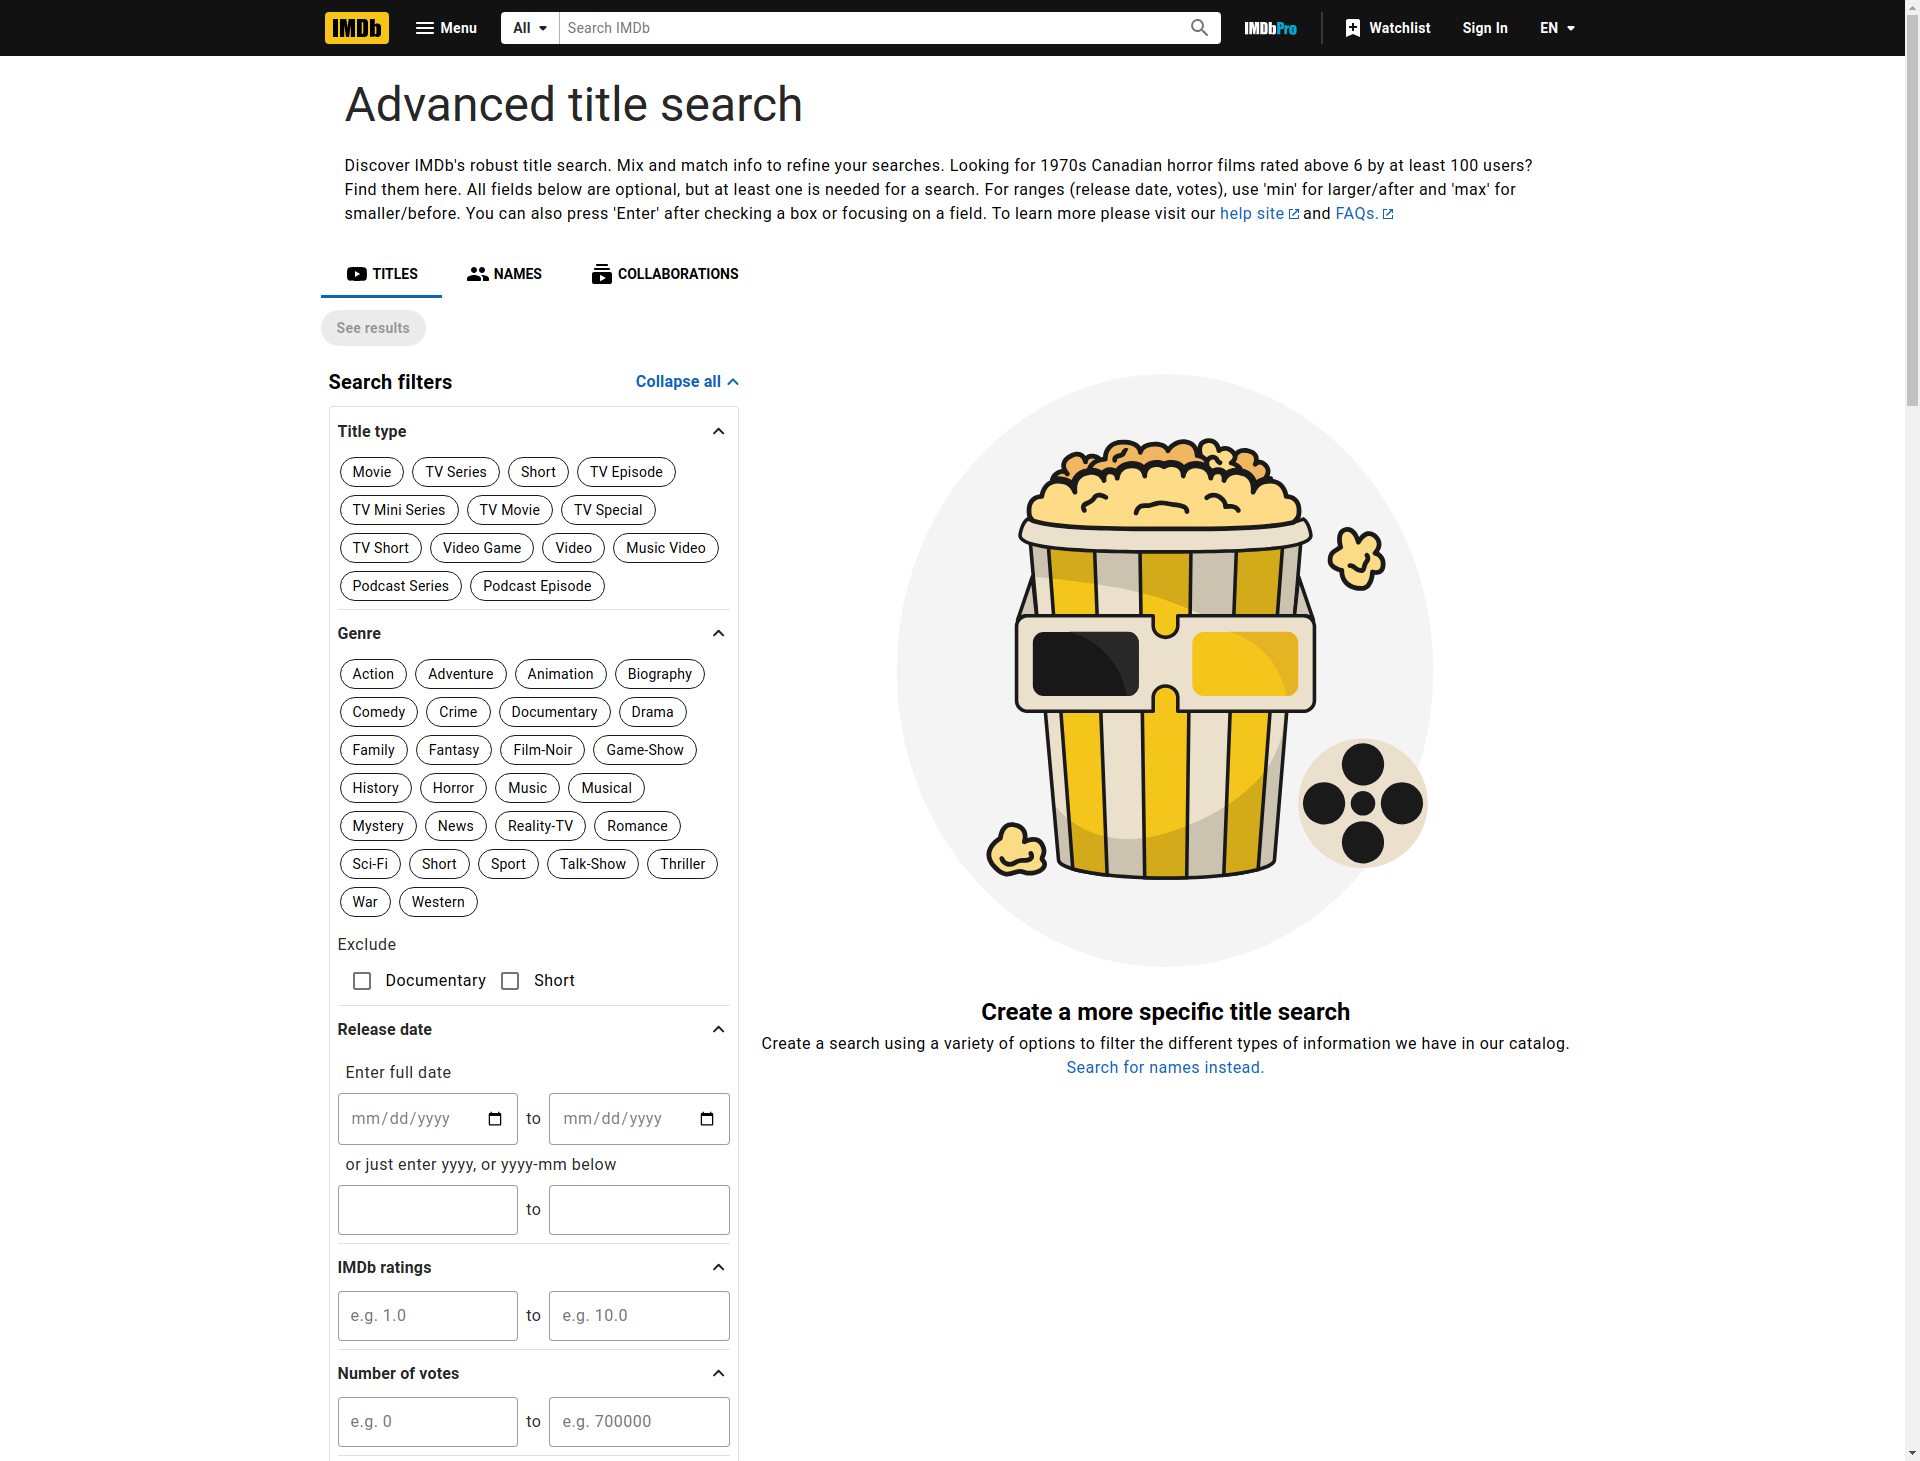 IMDb Menu All Search IMDb IMDbPro Watchlist Sign In EN
Advanced title search
Discover IMDb's robust title search. Mix and match info to refine your searches. Looking for 1970s Canadian horror films rated above 6 by at least 100 users?
Find them here. All fields below are optional, but at least one is needed for a search. For ranges (release date, votes), use 'min' for larger/after and 'max' for
smaller/before. You can also press 'Enter' after checking a box or focusing on a field. To learn more please visit our help site and FAQs.
TITLES NAMES COLLABORATIONS
See results
Search filters Collapse all
Title type
Movie TV Series Short TV Episode
TV Mini Series TV Movie TV Special
TV Short Video Game Video Music Video
Podcast Series Podcast Episode
Genre
Action Adventure Animation Biography
Comedy Crime Documentary Drama
Family Fantasy Film-Noir Game-Show
History Horror Music Musical
Mystery News Reality-TV Romance
Sci-Fi Short Sport Talk-Show Thriller
War Western
Exclude
Documentary Short
Release date
Enter full date
mm/dd/yyyy to mm/dd/yyyy
or just enter yyyy, or yyyy-mm below
to
IMDb ratings
e.g. 1.0 to e.g. 10.0
Number of votes
e.g. 0 to e.g. 700000
Create a more specific title search
Create a search using a variety of options to filter the different types of information we have in our catalog.
Search for names instead.